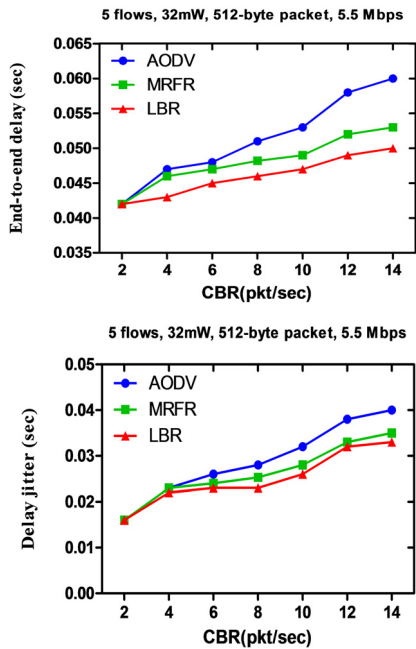 5 flows, 32mW, 512-byte packet, 5.5 Mbps
End-to-end delay (sec)
0.065
0.060
0.055
0.050
0.045
0.040
0.035
AODV
MRFR
LBR
2 4 6 8 10 12 14
CBR(pkt/sec)
5 flows, 32mW, 512-byte packet, 5.5 Mbps
Delay jitter (sec)
0.05
0.04
0.03
0.02
0.01
0.00
AODV
MRFR
LBR
2 4 6 8 10 12 14
CBR(pkt/sec)